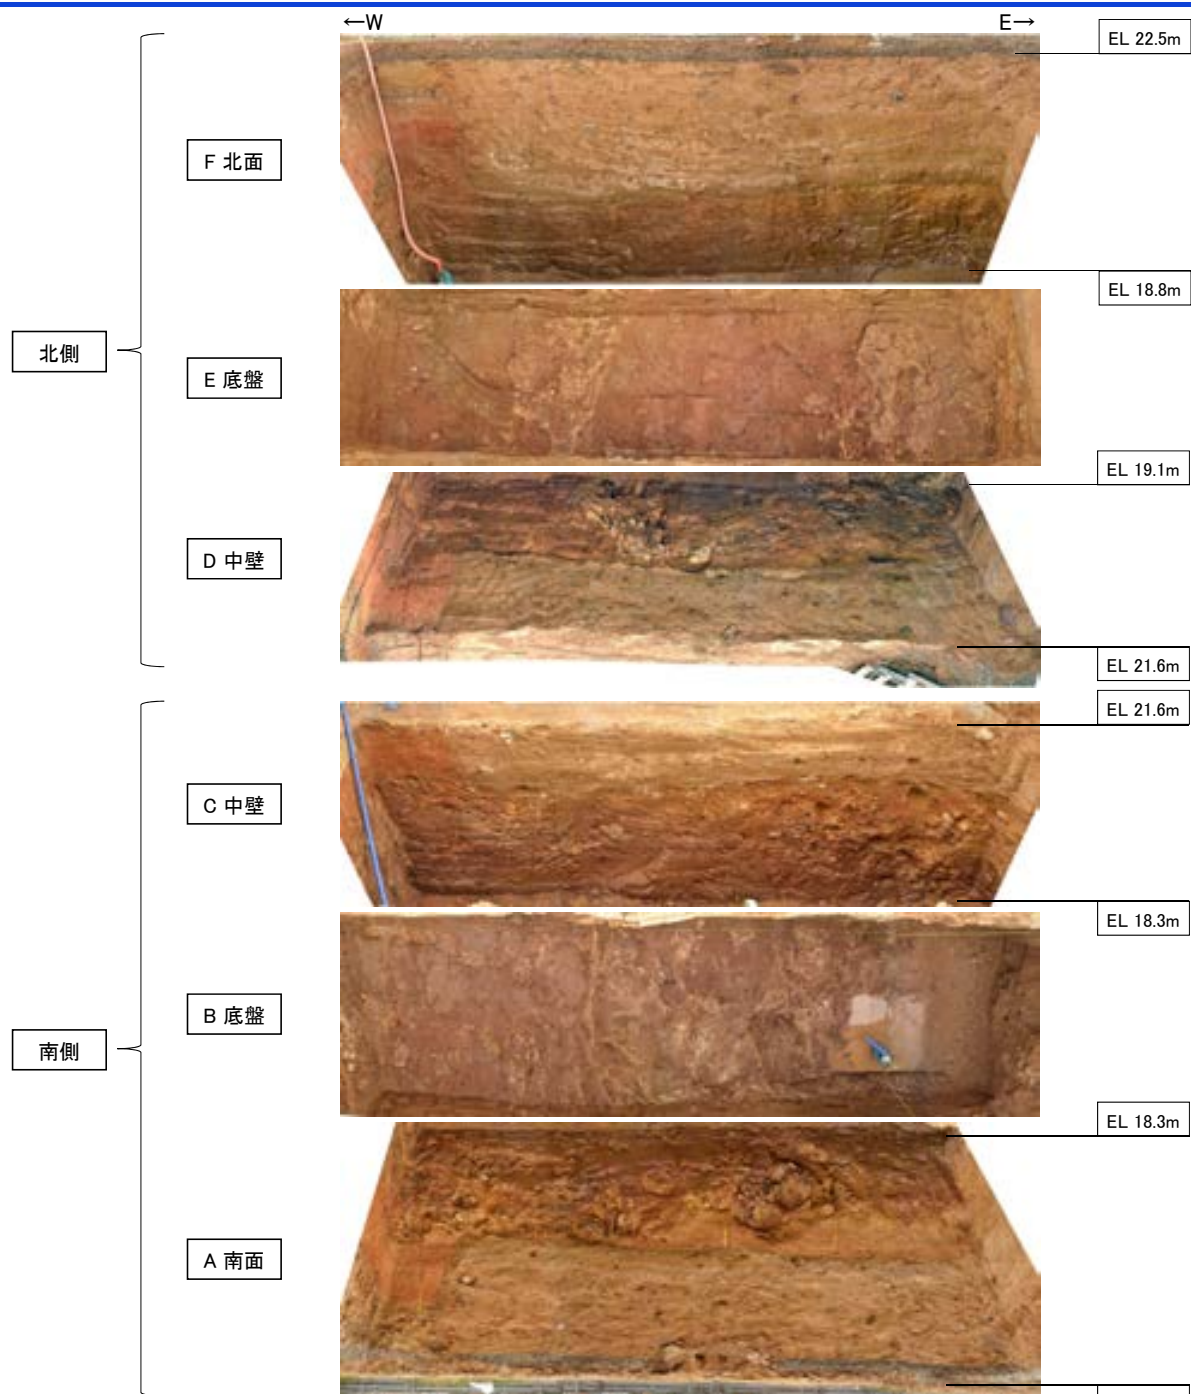 ←W
E→
EL 22.5m
F 北面
EL 18.8m
北側
E 底盤
EL 19.1m
D 中壁
EL 21.6m
EL 21.6m
C 中壁
EL 18.3m
B 底盤
南側
EL 18.3m
A 南面